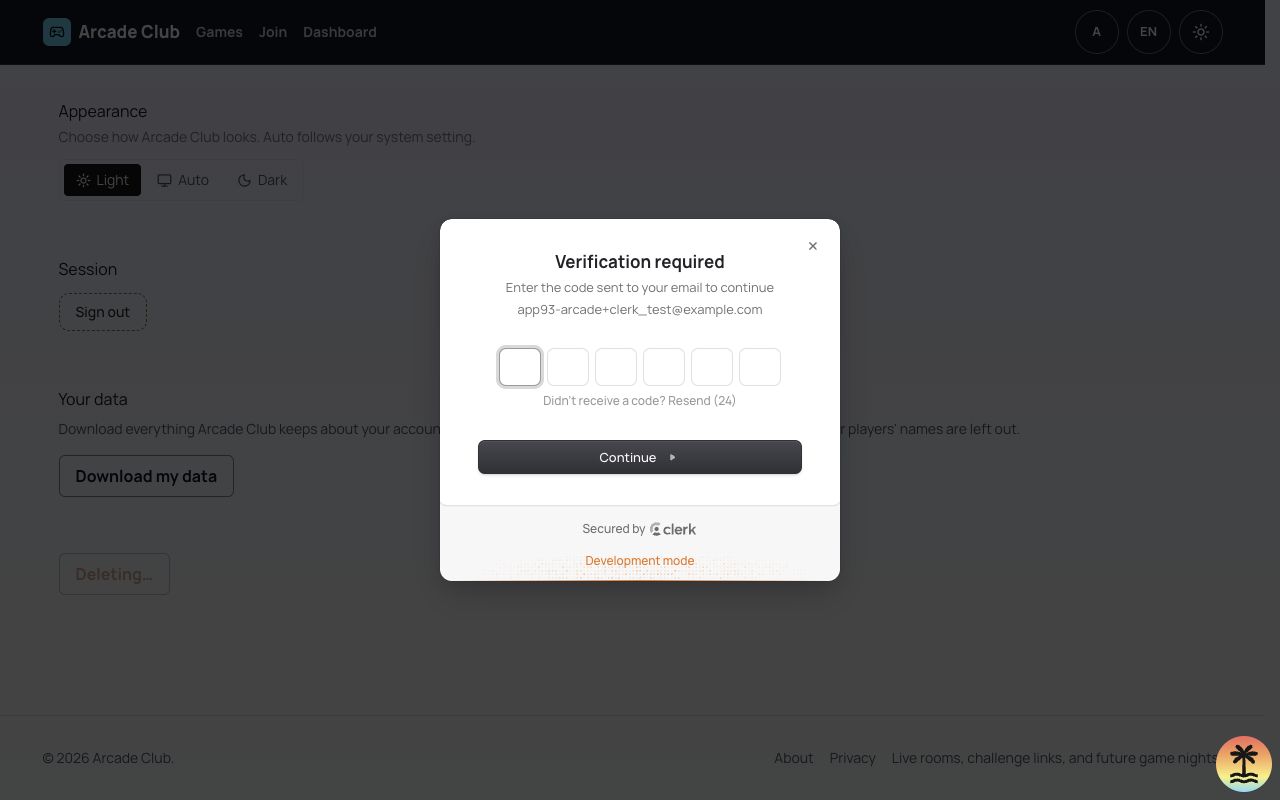 Arcade Club Games Join Dashboard A EN
Appearance
Choose how Arcade Club looks. Auto follows your system setting.
Light Auto Dark
Session
Sign out
Your data
Download everything Arcade Club keeps about your accoun
r players' names are left out.
Download my data
Deleting…
Verification required
Enter the code sent to your email to continue
app93-arcade+clerk_test@example.com
Didn't receive a code? Resend (24)
Continue
Secured by clerk
Development mode
© 2026 Arcade Club.
About Privacy Live rooms, challenge links, and future game nights